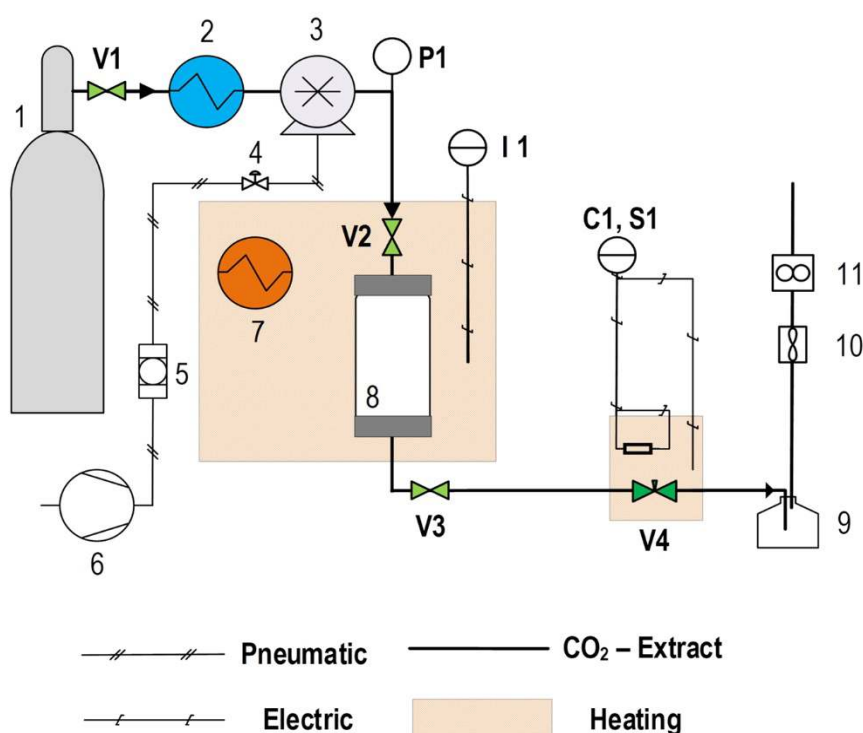 2
3
V1
P1
1
4
I 1
V2
C1, S1
11
7
10
5
8
V3
V4
9
6
Pneumatic
CO₂ – Extract
Electric
Heating